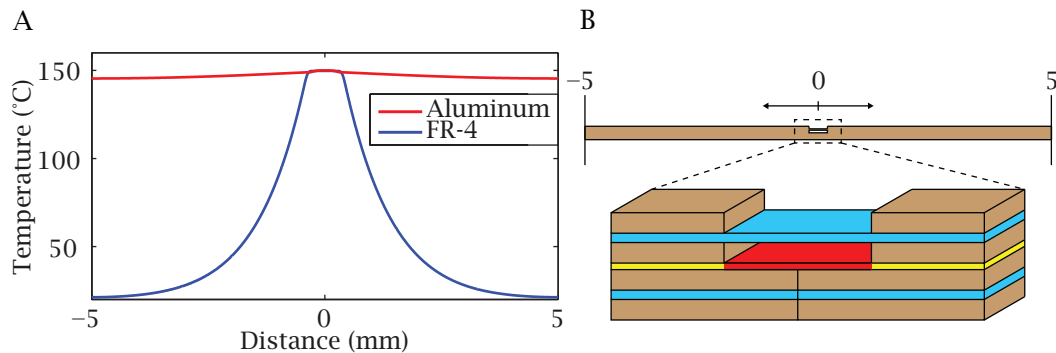 A
Temperature (°C)
150
100
50
Aluminum
FR-4
−5
0
5
Distance (mm)
B
−5
0
5